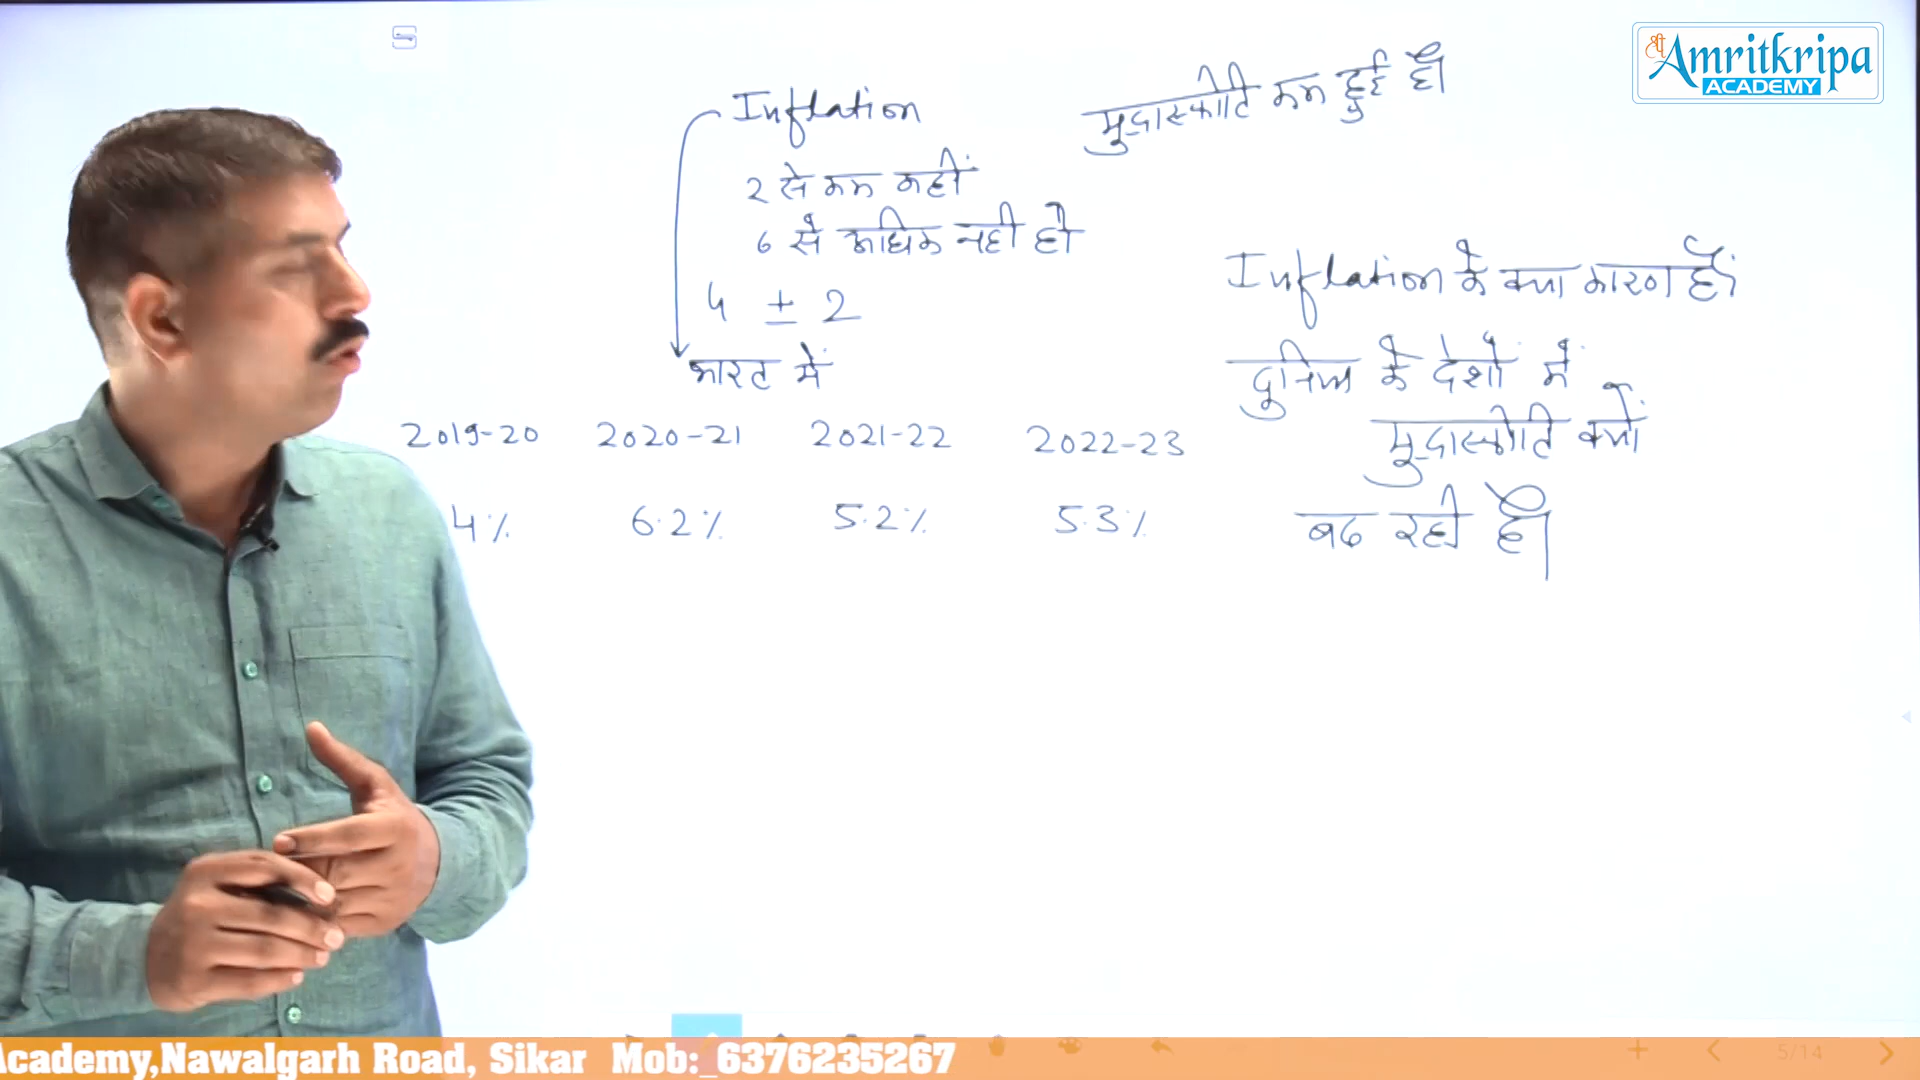 श्री Amritkripa
ACADEMY
Inflation
2 से कम नहीं
6 से अधिक नहीं हो
4 ± 2
भारत में
मुद्रास्फीति कम हुई है।
2019-20 2020-21 2021-22 2022-23
4% 6.2% 5.2% 5.3%
Inflation के क्या कारण हैं
दुनिया के देशों में
मुद्रास्फीति क्यों
बढ रही है।
Academy,Nawalgarh Road, Sikar Mob: 6376235267
5/14